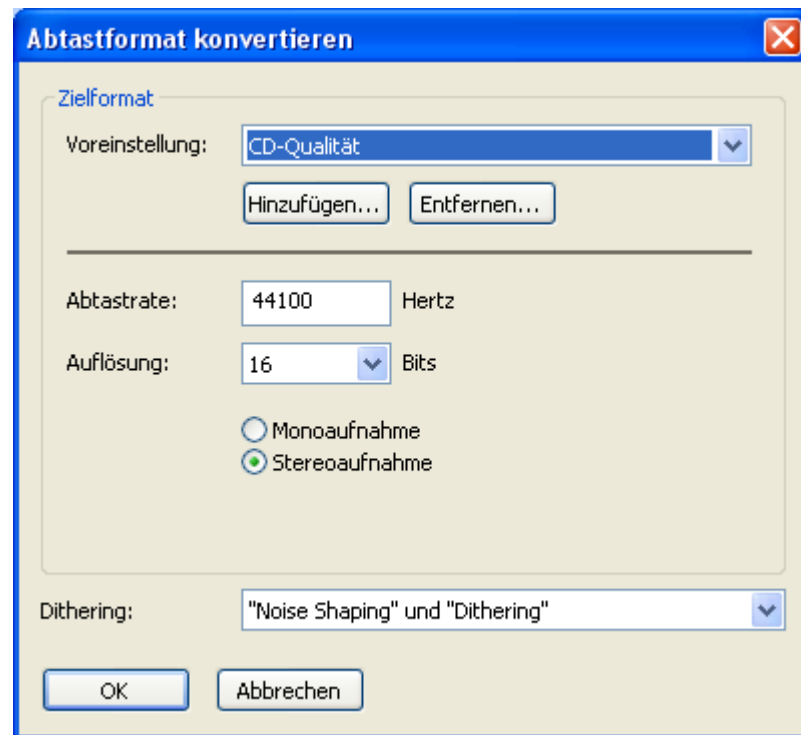 Abtastformat konvertieren
Zielformat
Voreinstellung: CD-Qualität
Hinzufügen... Entfernen...
Abtastrate: 44100 Hertz
Auflösung: 16 Bits
Monoaufnahme
Stereoaufnahme
Dithering: "Noise Shaping" und "Dithering"
OK Abbrechen